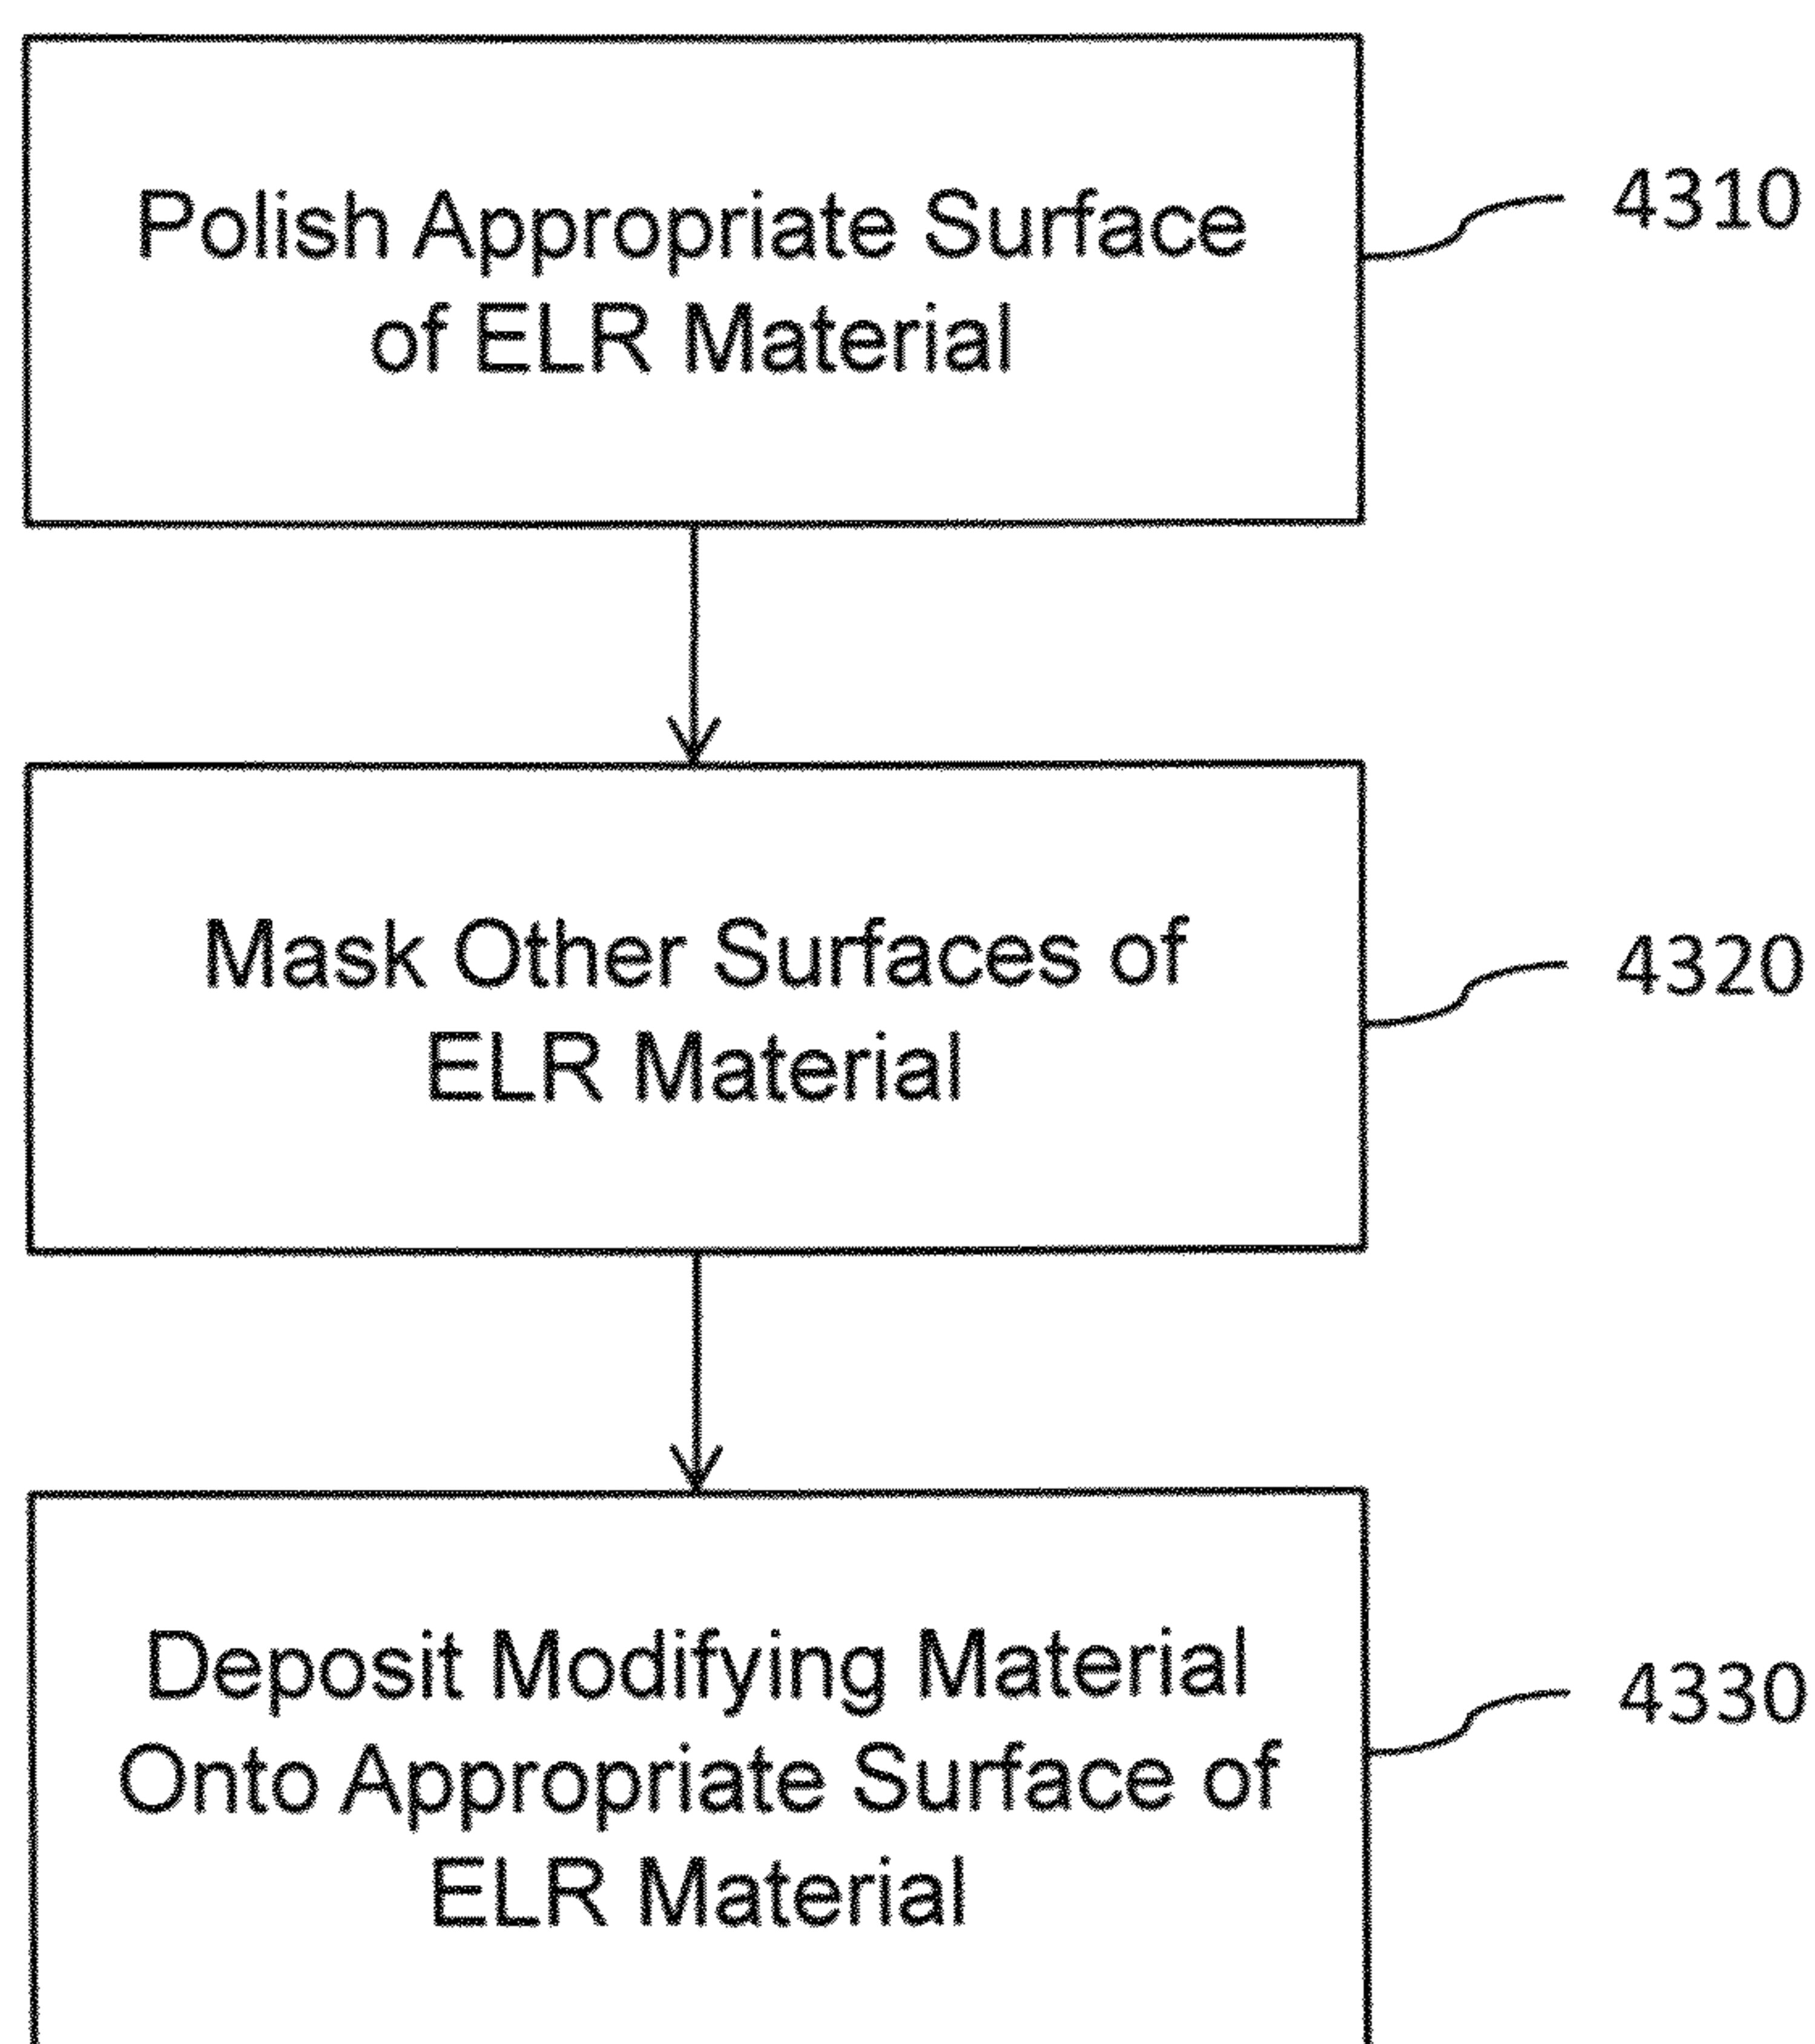 Polish Appropriate Surface
of ELR Material
4310
Mask Other Surfaces of
ELR Material
4320
Deposit Modifying Material
Onto Appropriate Surface of
ELR Material
4330